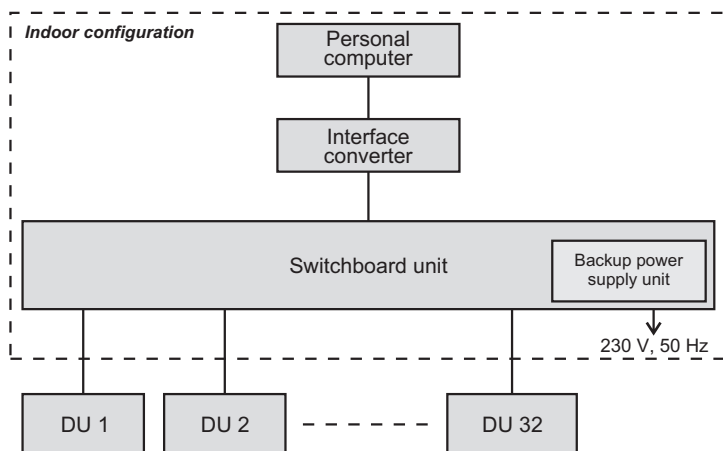 Indoor configuration
Personal
computer
Interface
converter
Switchboard unit
Backup power
supply unit
230 V, 50 Hz
DU 1
DU 2
DU 32